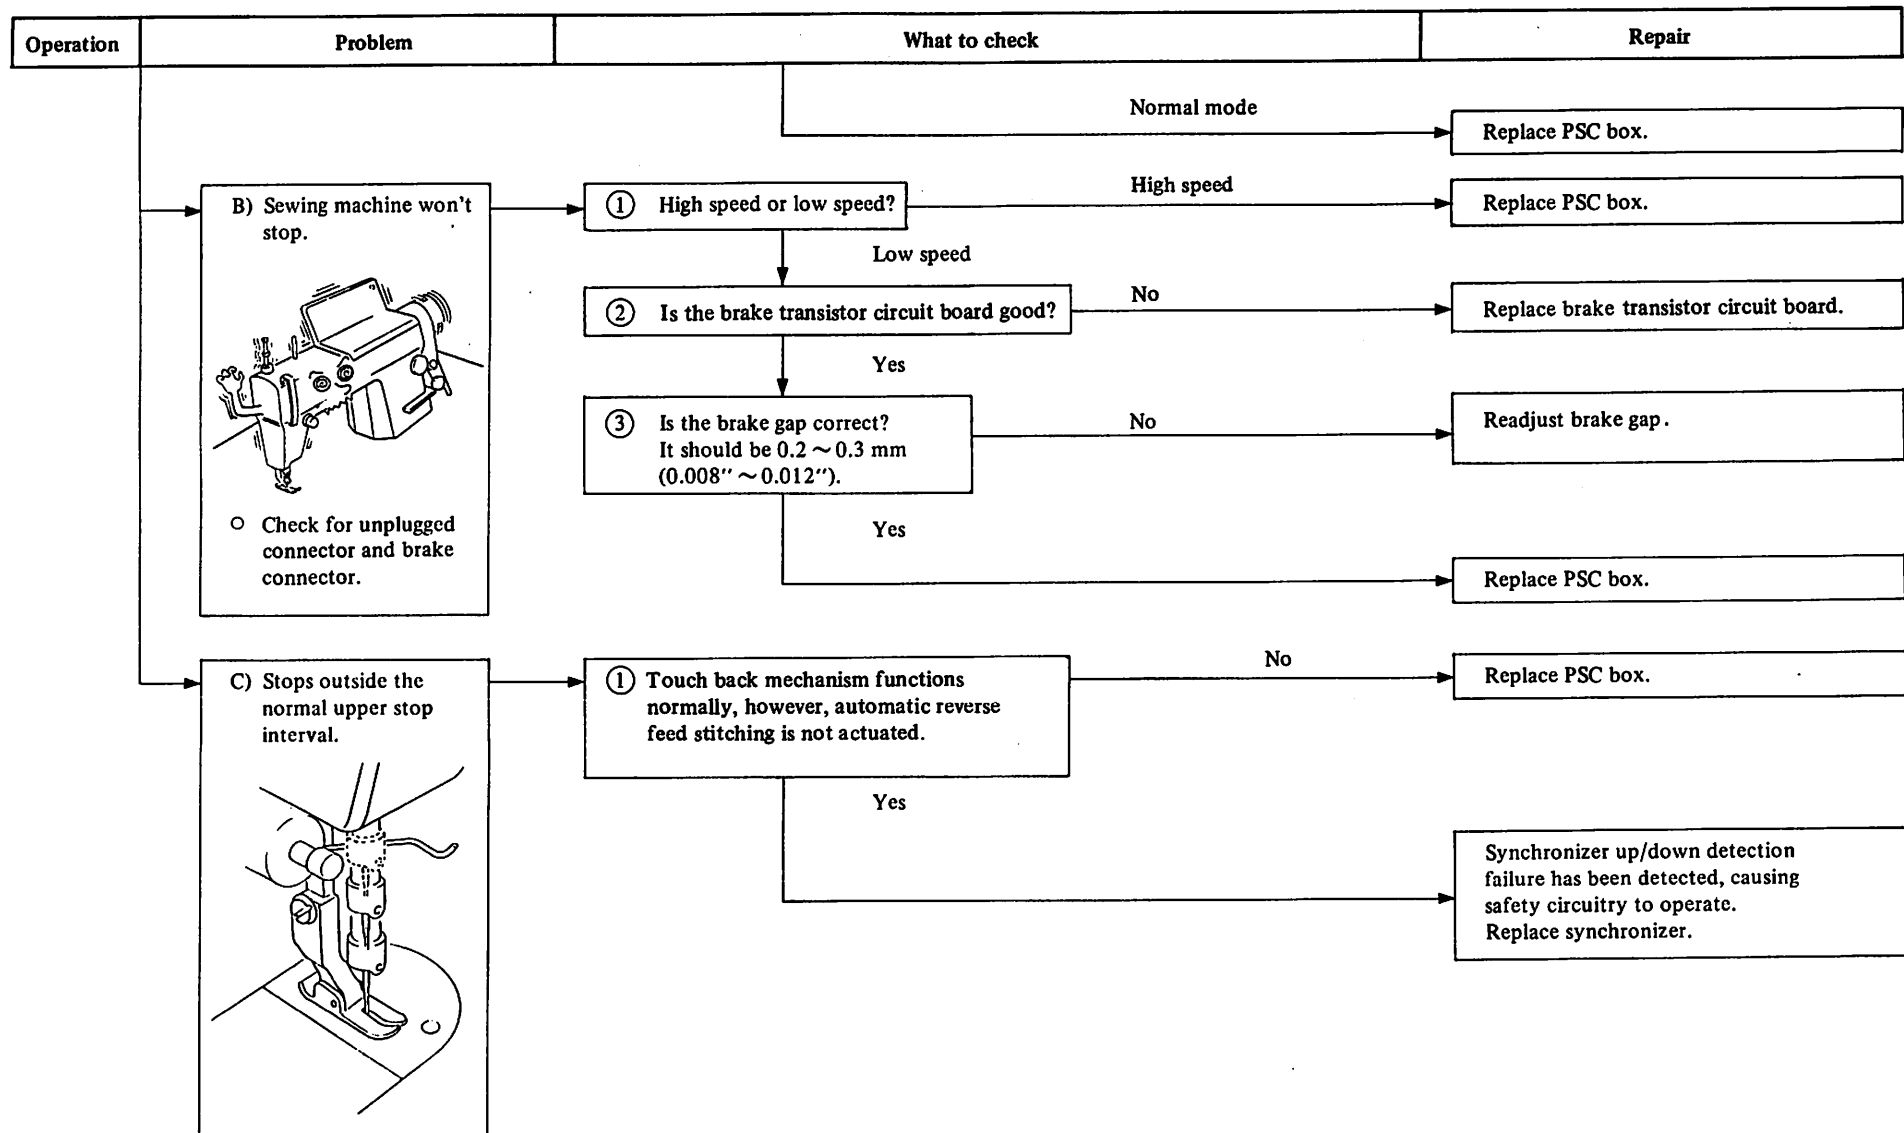 Operation
Problem
What to check
Repair
Normal mode
Replace PSC box.
B) Sewing machine won't
stop.
○ Check for unplugged
connector and brake
connector.
① High speed or low speed?
High speed
Replace PSC box.
Low speed
② Is the brake transistor circuit board good?
No
Replace brake transistor circuit board.
Yes
③ Is the brake gap correct?
It should be 0.2 ~ 0.3 mm
(0.008″ ~ 0.012″).
No
Readjust brake gap.
Yes
Replace PSC box.
C) Stops outside the
normal upper stop
interval.
① Touch back mechanism functions
normally, however, automatic reverse
feed stitching is not actuated.
No
Replace PSC box.
Yes
Synchronizer up/down detection
failure has been detected, causing
safety circuitry to operate.
Replace synchronizer.